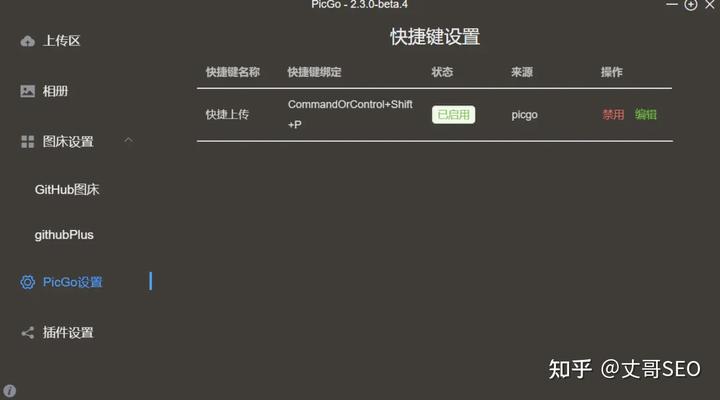 PicGo - 2.3.0-beta.4
上传区
相册
图床设置
GitHub图床
githubPlus
PicGo设置
插件设置
快捷键设置
快捷键名称 快捷键绑定 状态 来源 操作
快捷上传 CommandOrControl+Shift
+P 已启用 picgo 禁用 编辑
知乎 @丈哥SEO